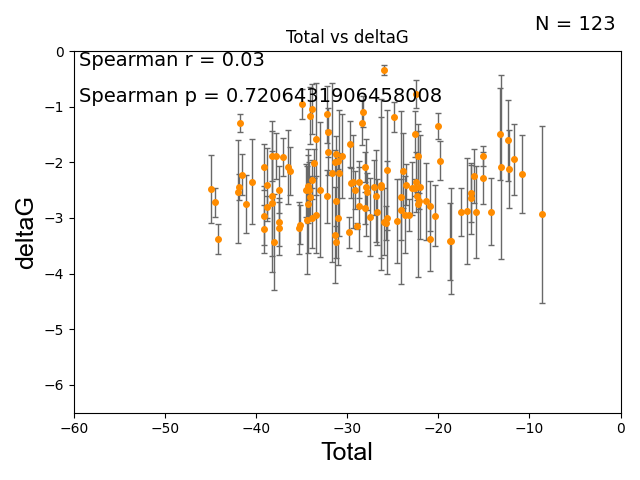 N = 123
Total vs deltaG
Spearman r = 0.03
Spearman p = 0.7206431906458008
0
−1
−2
−3
−4
−5
−6
deltaG
−60 −50 −40 −30 −20 −10 0
Total